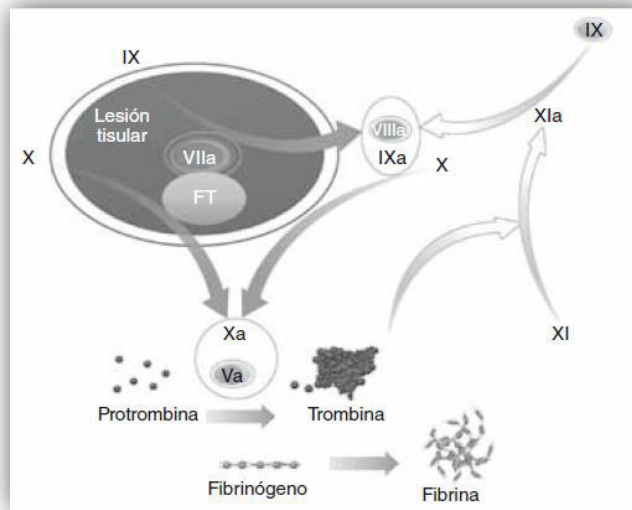 IX
IX
Lesión
tisular
XIa
VIIIa
VIIa
IXa
X
X
FT
Xa
XI
Va
Protrombina
Trombina
Fibrinógeno
Fibrina